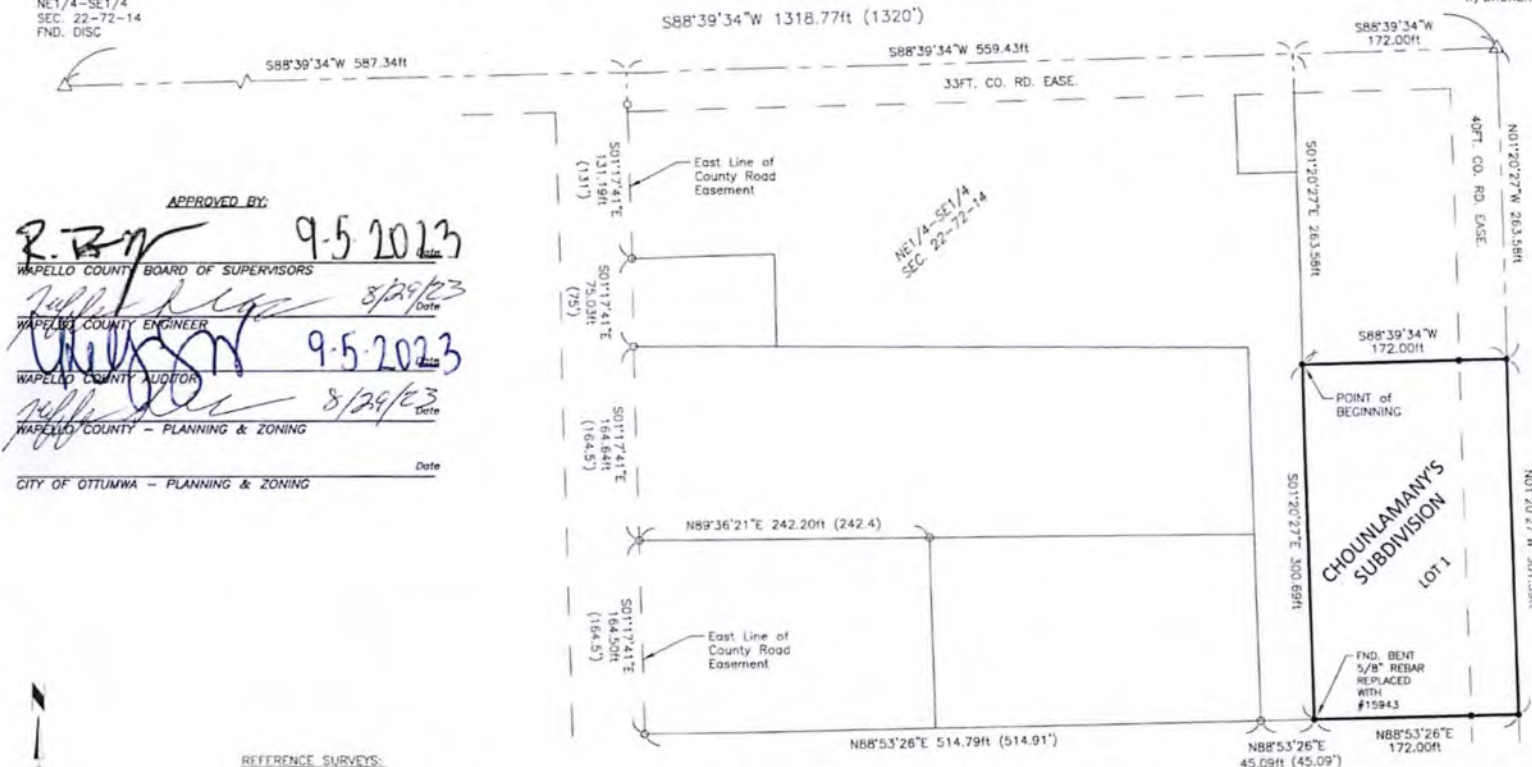 NE1/4-SE1/4
SEC. 22-72-14
FND. DISC
S88°39'34"W 1318.77ft (1320')
S88°39'34"W 587.34ft
S88°39'34"W 559.43ft
S88°39'34"W
172.00ft
33FT. CO. RD. EASE.
40FT. CO. RD. EASE.
N01°20'27"W 263.58ft
S01°20'27"E 263.58ft
S01°17'41"E
131.19ft
(131')
East Line of
County Road
Easement
NE1/4-SE1/4
SEC. 22-72-14
APPROVED BY:
9-5-2023
Date
WAPELLO COUNTY BOARD OF SUPERVISORS
8/29/23
Date
WAPELLO COUNTY ENGINEER
9-5-2023
Date
WAPELLO COUNTY AUDITOR
8/29/23
Date
WAPELLO COUNTY - PLANNING & ZONING
Date
CITY OF OTTUMWA - PLANNING & ZONING
S01°17'41"E
75.03ft
(75')
S88°39'34"W
172.00ft
POINT of
BEGINNING
S01°17'41"E
164.64ft
(164.5')
N89°36'21"E 242.20ft (242.4)
S01°20'27"E 300.69ft
CHOUNLAMANY'S
SUBDIVISION
LOT 1
S01°17'41"E
164.50ft
(164.5')
East Line of
County Road
Easement
FND. BENT
5/8" REBAR
REPLACED
WITH
#15943
N
N88°53'26"E 514.79ft (514.91')
N88°53'26"E
45.09ft (45.09')
N88°53'26"E
172.00ft
REFERENCE SURVEYS: